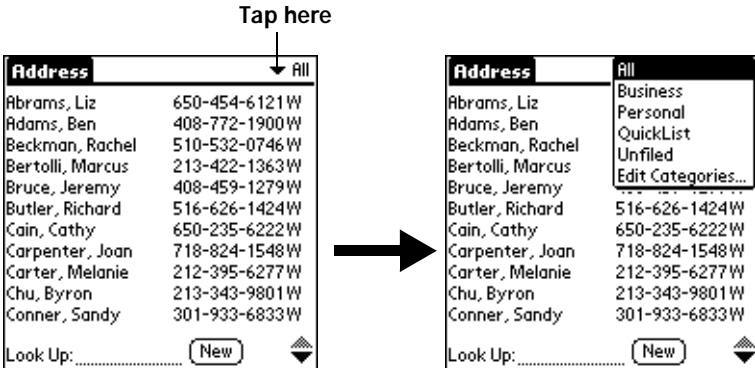 Tap here
Address All
Abrams, Liz 650-454-6121W
Adams, Ben 408-772-1900W
Beckman, Rachel 510-532-0746W
Bertolli, Marcus 213-422-1363W
Bruce, Jeremy 408-459-1279W
Butler, Richard 516-626-1424W
Cain, Cathy 650-235-6222W
Carpenter, Joan 718-824-1548W
Carter, Melanie 212-395-6277W
Chu, Byron 213-343-9801W
Conner, Sandy 301-933-6833W
Look Up: New
Address All
Business
Personal
QuickList
Unfiled
Edit Categories...
Abrams, Liz
Adams, Ben
Beckman, Rachel
Bertolli, Marcus
Bruce, Jeremy
Butler, Richard 516-626-1424W
Cain, Cathy 650-235-6222W
Carpenter, Joan 718-824-1548W
Carter, Melanie 212-395-6277W
Chu, Byron 213-343-9801W
Conner, Sandy 301-933-6833W
Look Up: New